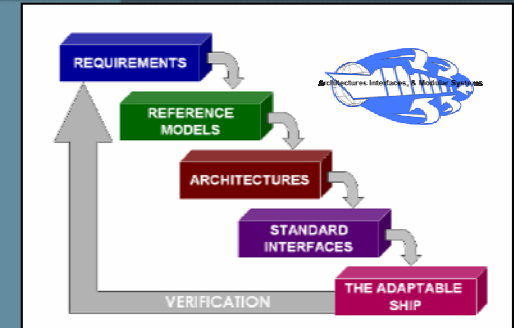 REQUIREMENTS
Architectures Interfaces, & Modular Systems
REFERENCE
MODELS
ARCHITECTURES
STANDARD
INTERFACES
THE ADAPTABLE
SHIP
VERIFICATION